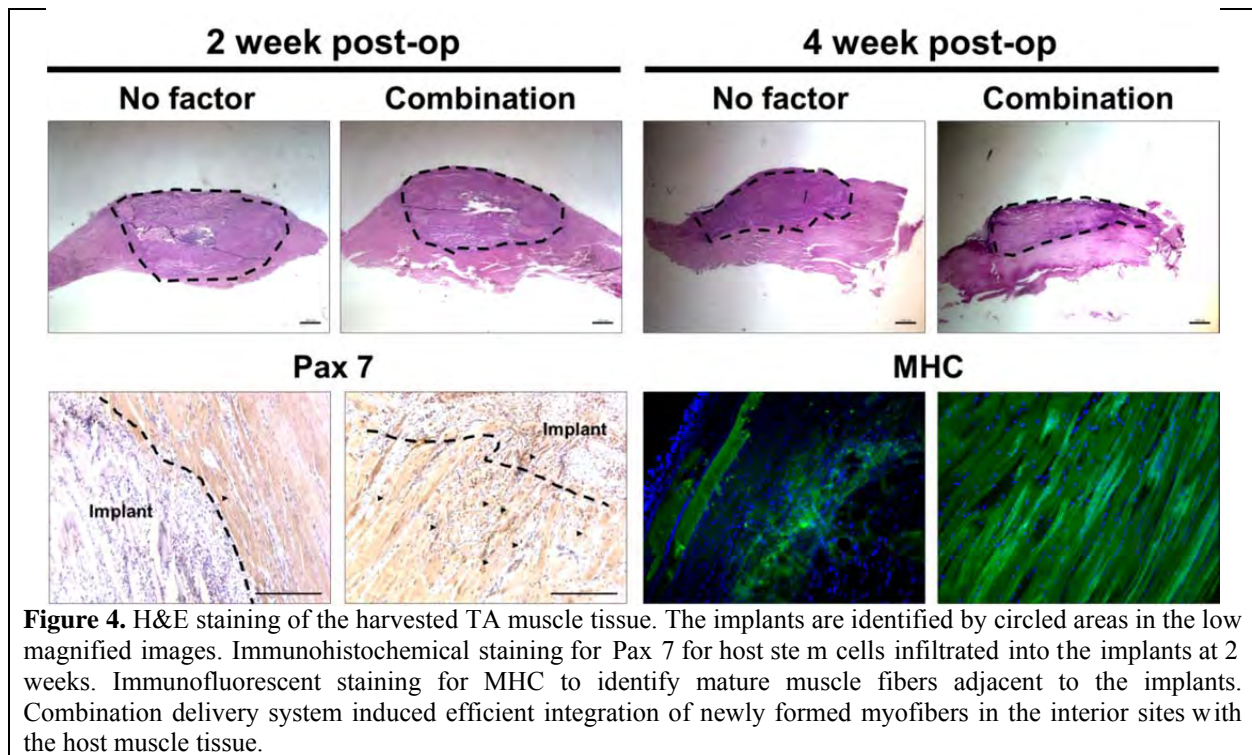 2 week post-op 4 week post-op
No factor Combination No factor Combination
Pax 7 MHC
Implant
Implant
Figure 4. H&E staining of the harvested TA muscle tissue. The implants are identified by circled areas in the low
magnified images. Immunohistochemical staining for Pax 7 for host ste m cells infiltrated into the implants at 2
weeks. Immunofluorescent staining for MHC to identify mature muscle fibers adjacent to the implants.
Combination delivery system induced efficient integration of newly formed myofibers in the interior sites with
the host muscle tissue.